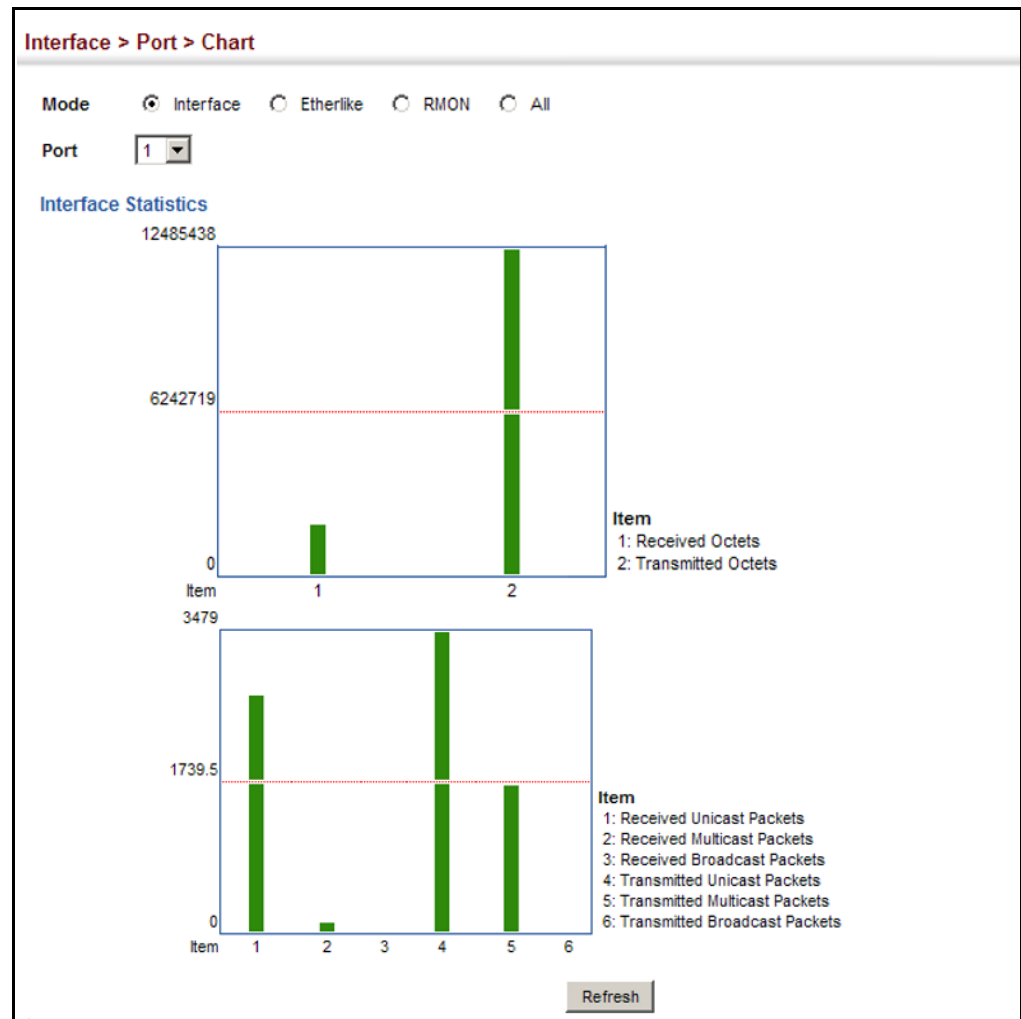 Interface > Port > Chart
Mode Interface Etherlike RMON All
Port 1
Interface Statistics
12485438
6242719
0
Item 1 2
Item
1: Received Octets
2: Transmitted Octets
3479
1739.5
0
Item 1 2 3 4 5 6
Item
1: Received Unicast Packets
2: Received Multicast Packets
3: Received Broadcast Packets
4: Transmitted Unicast Packets
5: Transmitted Multicast Packets
6: Transmitted Broadcast Packets
Refresh